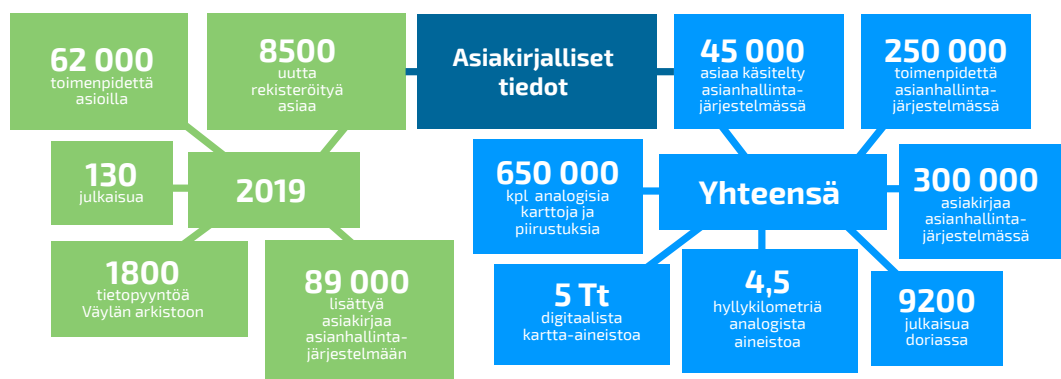 62 000
toimenpidettä
asioilla
8500
uutta
rekisteröityä
asiaa
Asiakirjalliset
tiedot
45 000
asiaa käsitelty
asianhallinta-
järjestelmässä
250 000
toimenpidettä
asianhallinta-
järjestelmässä
130
julkaisua
2019
650 000
kpl analogisia
karttoja ja
piirustuksia
Yhteensä
300 000
asiakirjaa
asianhallinta-
järjestelmässä
1800
tietopyyntöä
Väylän arkistoon
89 000
lisättyä
asiakirjaa
asianhallinta-
järjestelmään
5 Tt
digitaalista
kartta-aineistoa
4,5
hyllykilometriä
analogista
aineistoa
9200
julkaisua
doriassa